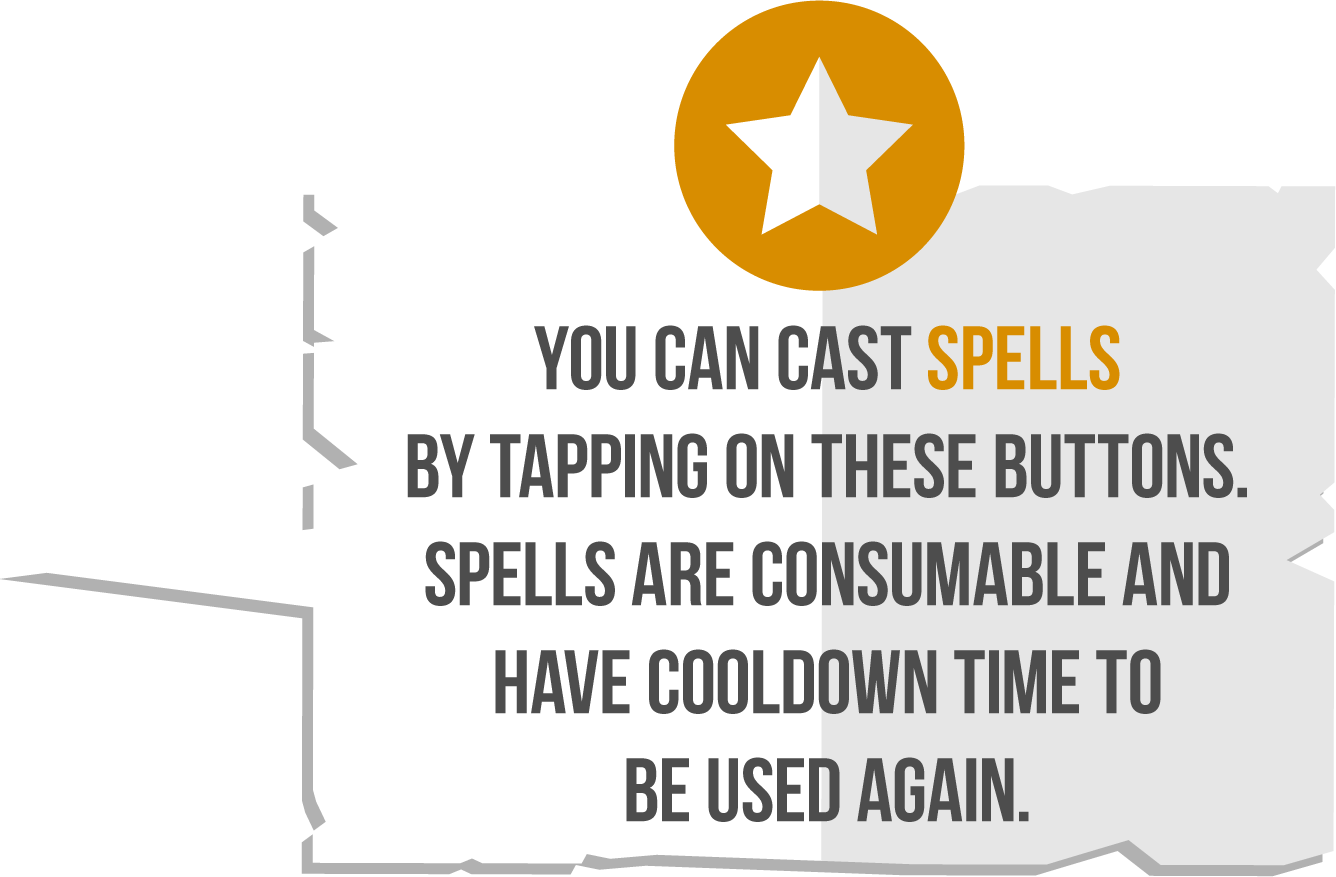 YOU CAN CAST SPELLS
BY TAPPING ON THESE BUTTONS.
SPELLS ARE CONSUMABLE AND
HAVE COOLDOWN TIME TO
BE USED AGAIN.